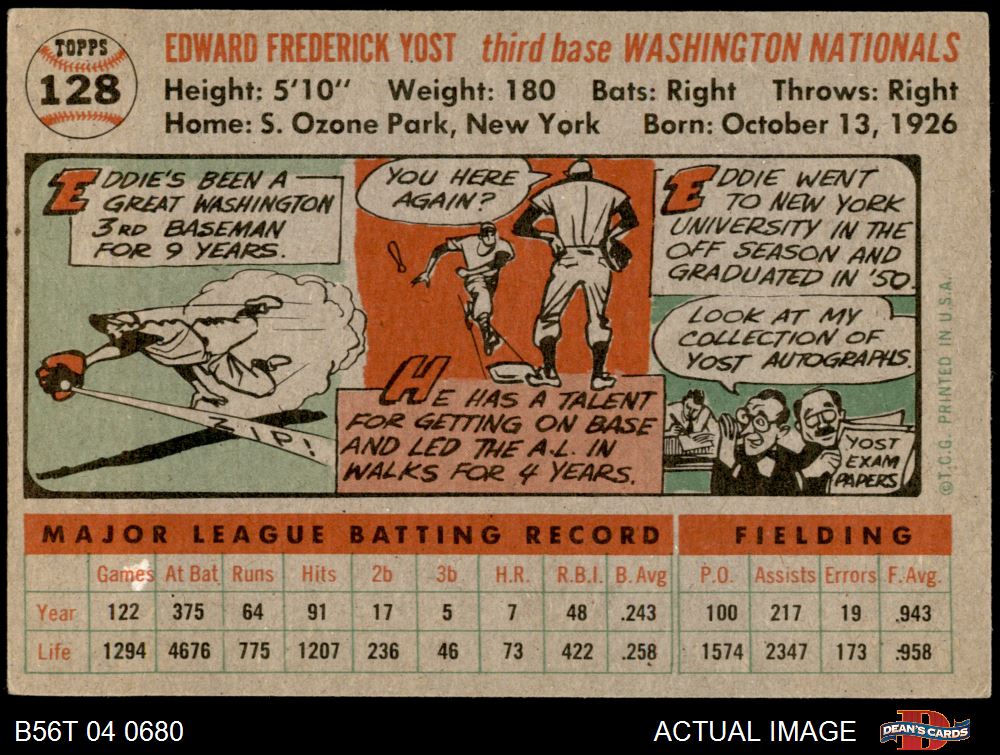 TOPPS
128
EDWARD FREDERICK YOST third base WASHINGTON NATIONALS
Height: 5'10" Weight: 180 Bats: Right Throws: Right
Home: S. Ozone Park, New York Born: October 13, 1926
EDDIE'S BEEN A
GREAT WASHINGTON
3RD BASEMAN
FOR 9 YEARS.
ZIP!
YOU HERE
AGAIN?
HE HAS A TALENT
FOR GETTING ON BASE
AND LED THE A.L. IN
WALKS FOR 4 YEARS.
EDDIE WENT
TO NEW YORK
UNIVERSITY IN THE
OFF SEASON AND
GRADUATED IN '50.
LOOK AT MY
COLLECTION OF
YOST AUTOGRAPHS.
YOST
EXAM
PAPERS
©T.C.G. PRINTED IN U.S.A.
MAJOR LEAGUE BATTING RECORD FIELDING
Games At Bat Runs Hits 2b 3b H.R. R.B.I. B. Avg P.O. Assists Errors F. Avg.
Year 122 375 64 91 17 5 7 48 .243 100 217 19 .943
Life 1294 4676 775 1207 236 46 73 422 .258 1574 2347 173 .958
B56T 04 0680 ACTUAL IMAGE
DEAN'S CARDS